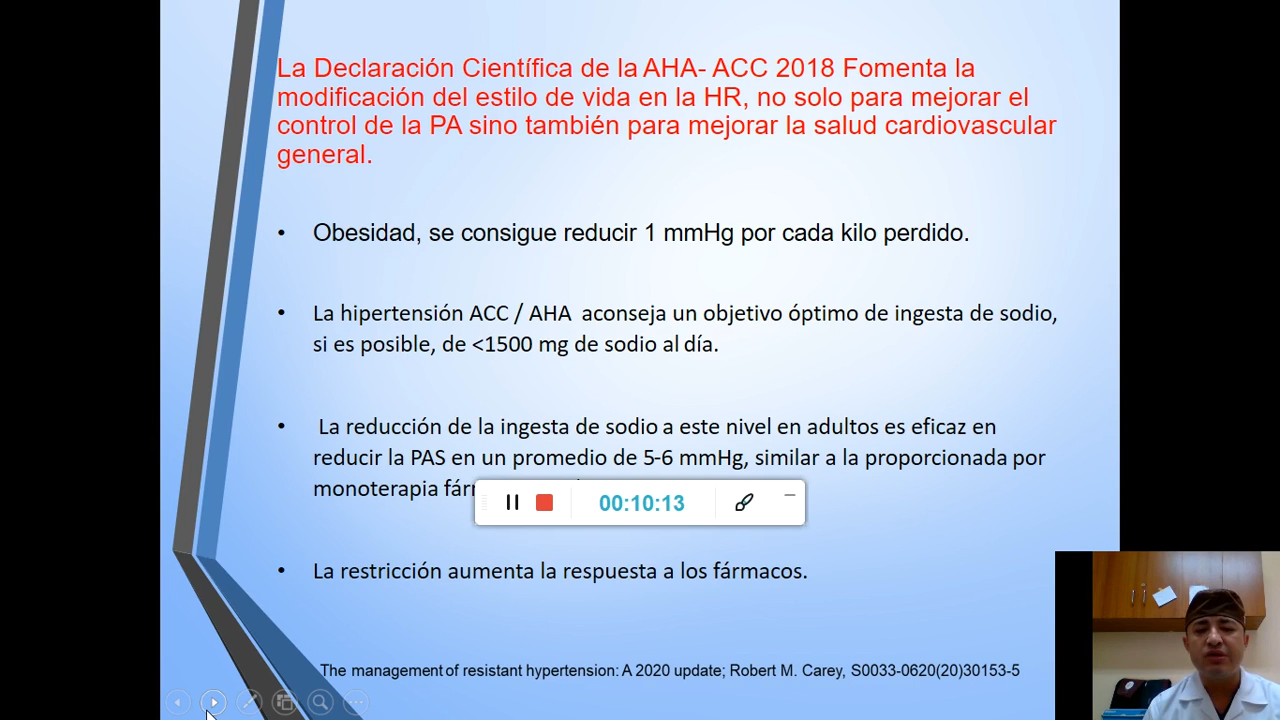 La Declaración Científica de la AHA- ACC 2018 Fomenta la
modificación del estilo de vida en la HR, no solo para mejorar el
control de la PA sino también para mejorar la salud cardiovascular
general.
• Obesidad, se consigue reducir 1 mmHg por cada kilo perdido.
• La hipertensión ACC / AHA aconseja un objetivo óptimo de ingesta de sodio,
si es posible, de <1500 mg de sodio al día.
• La reducción de la ingesta de sodio a este nivel en adultos es eficaz en
reducir la PAS en un promedio de 5-6 mmHg, similar a la proporcionada por
monoterapia
00:10:13
• La restricción aumenta la respuesta a los fármacos.
The management of resistant hypertension: A 2020 update; Robert M. Carey, S0033-0620(20)30153-5